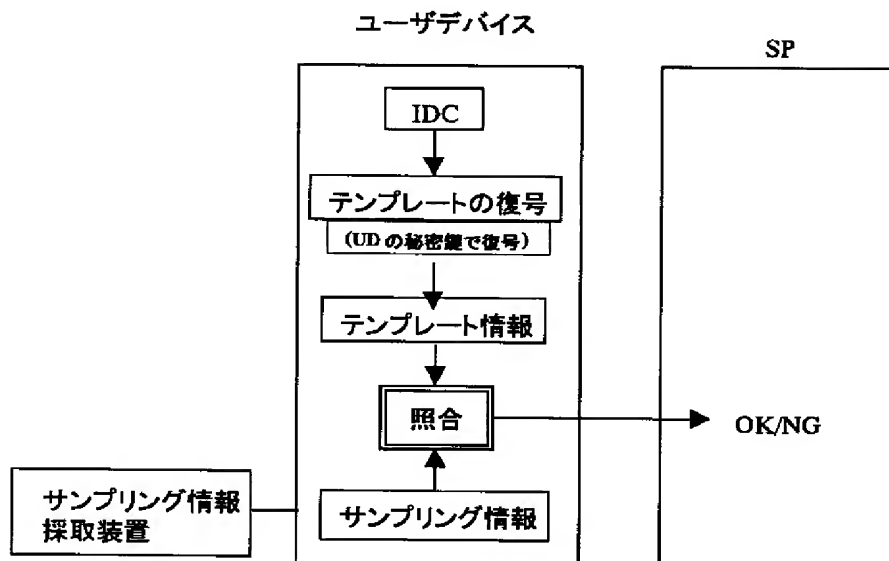 ユーザデバイス
SP
IDC
テンプレートの復号
(UDの秘密鍵で復号)
テンプレート情報
照合
OK/NG
サンプリング情報
採取装置
サンプリング情報